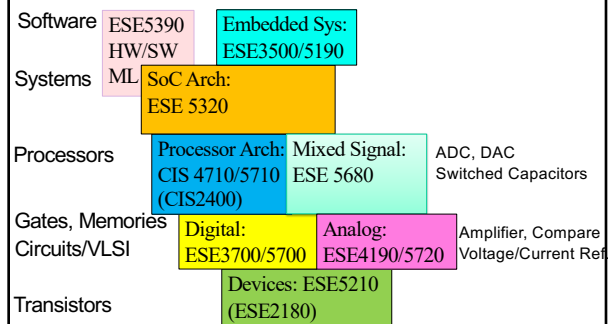 Software
ESE5390
HW/SW
ML
Embedded Sys:
ESE3500/5190
Systems
SoC Arch:
ESE 5320
Processors
Processor Arch:
CIS 4710/5710
(CIS2400)
Mixed Signal:
ESE 5680
ADC, DAC
Switched Capacitors
Gates, Memories
Circuits/VLSI
Digital:
ESE3700/5700
Analog:
ESE4190/5720
Amplifier, Compare
Voltage/Current Ref.
Transistors
Devices: ESE5210
(ESE2180)